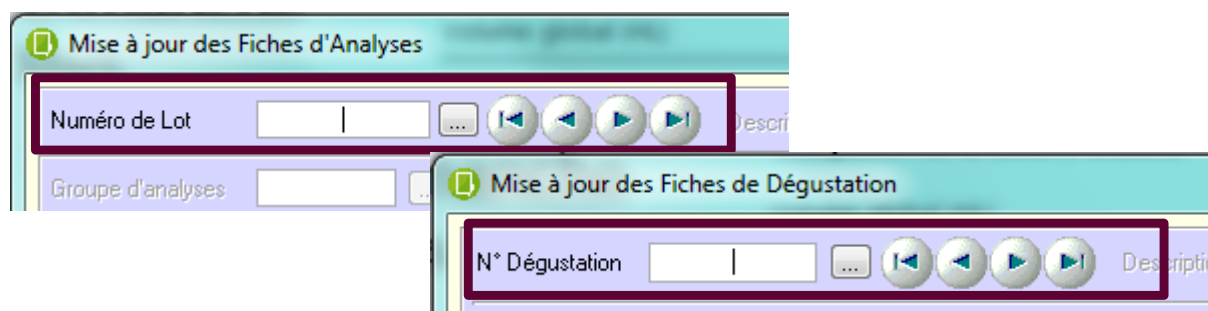 Mise à jour des Fiches d'Analyses
Numéro de Lot ...
Groupe d'analyses
Mise à jour des Fiches de Dégustation
N° Dégustation ...